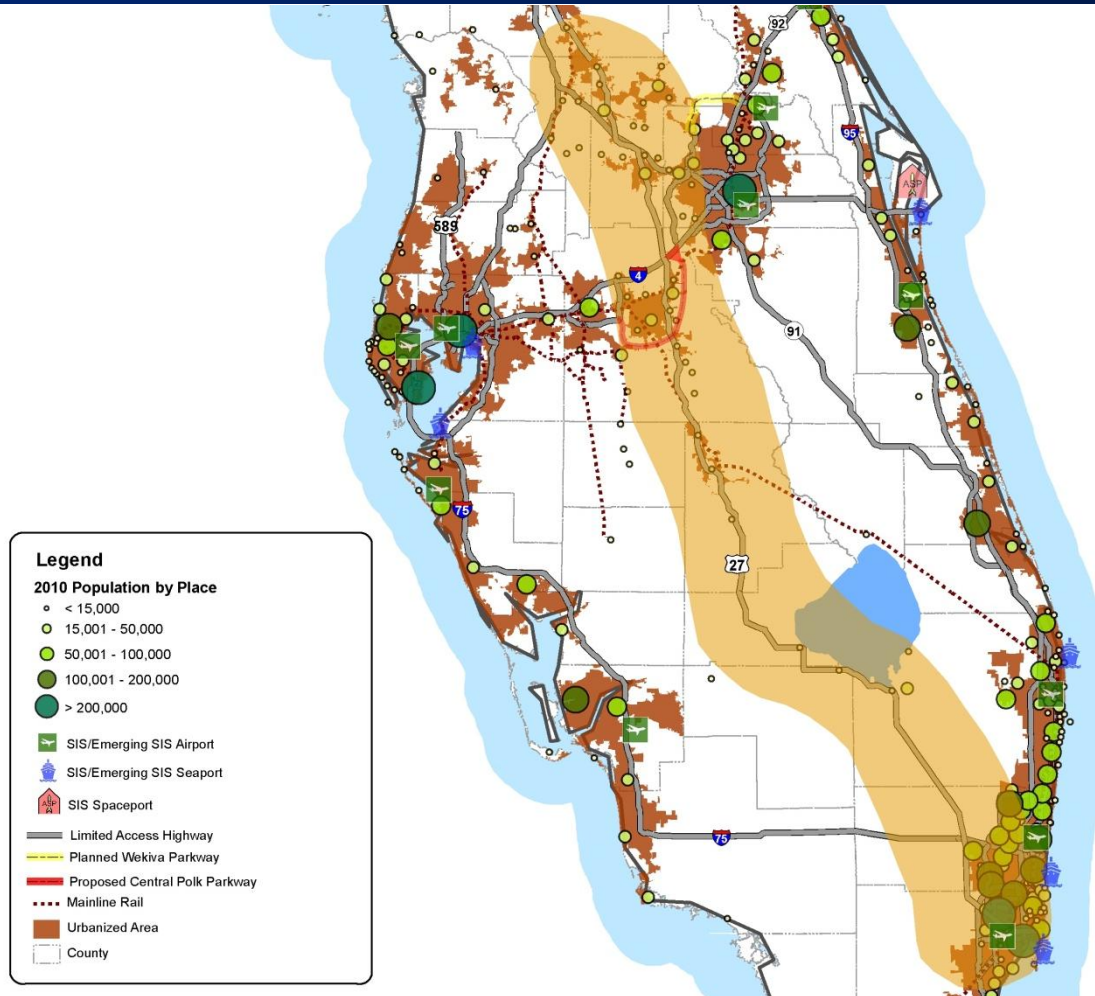 92
95
ASP
589
4
91
75
27
75
Legend
2010 Population by Place
< 15,000
15,001 - 50,000
50,001 - 100,000
100,001 - 200,000
> 200,000
SIS/Emerging SIS Airport
SIS/Emerging SIS Seaport
ASP
SIS Spaceport
Limited Access Highway
Planned Wekiva Parkway
Proposed Central Polk Parkway
Mainline Rail
Urbanized Area
County